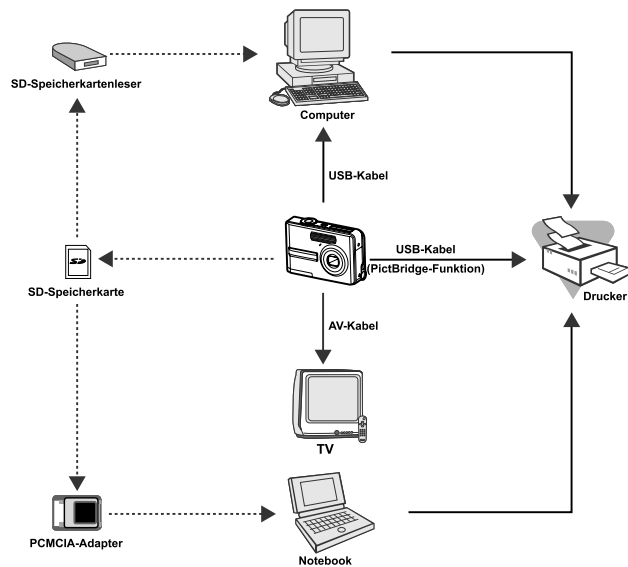 SD-Speicherkartenleser
Computer
USB-Kabel
USB-Kabel
(PictBridge-Funktion)
SD-Speicherkarte
Drucker
AV-Kabel
TV
PCMCIA-Adapter
Notebook